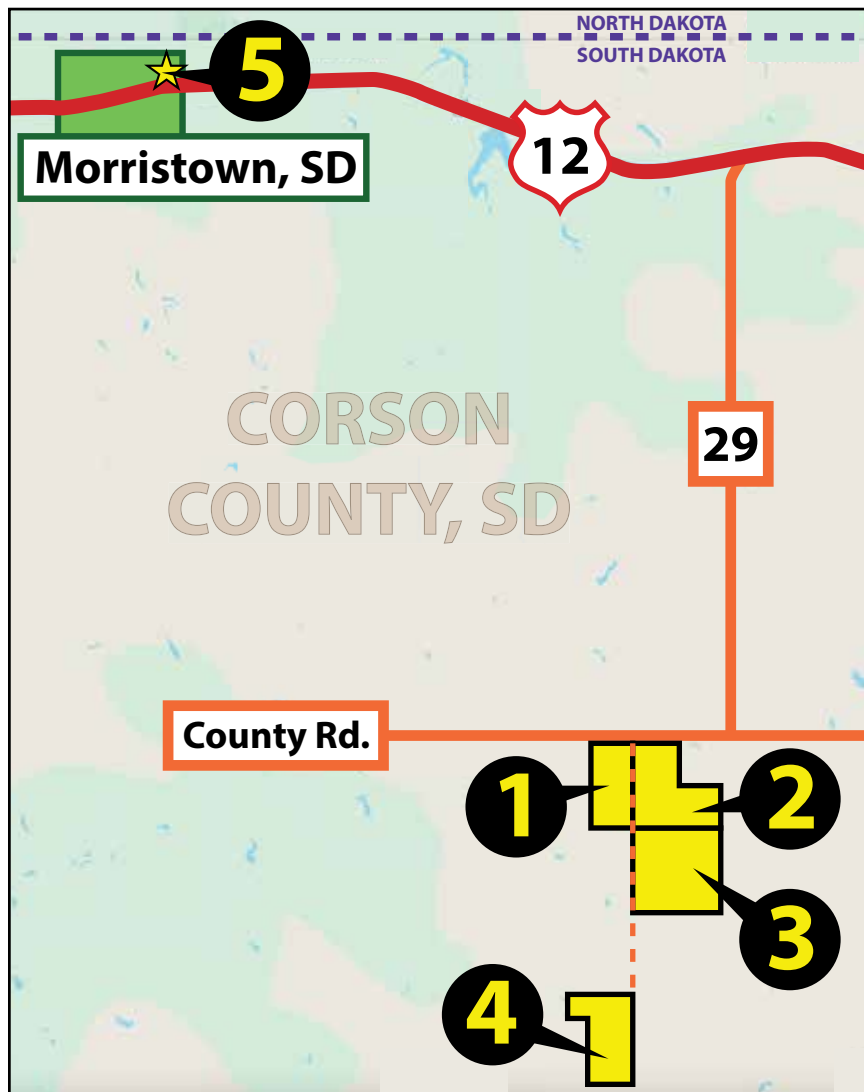 NORTH DAKOTA
SOUTH DAKOTA
5
Morristown, SD
12
CORSON
COUNTY, SD
29
County Rd.
1
2
3
4